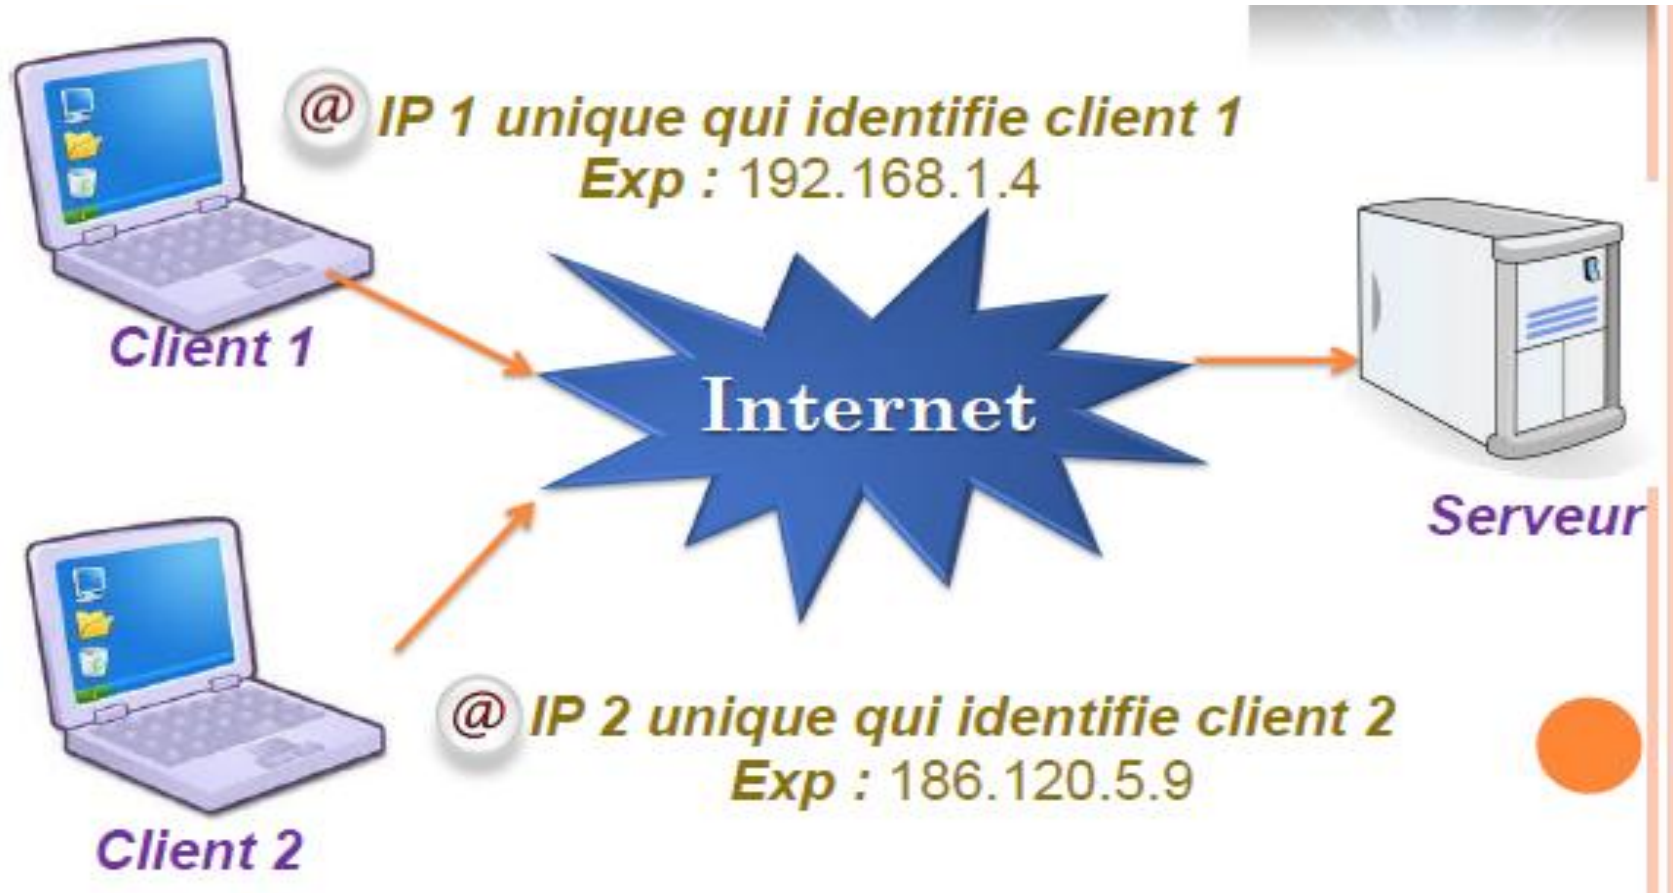 @ IP 1 unique qui identifie client 1
Exp : 192.168.1.4
Client 1
Internet
Serveur
@ IP 2 unique qui identifie client 2
Exp : 186.120.5.9
Client 2